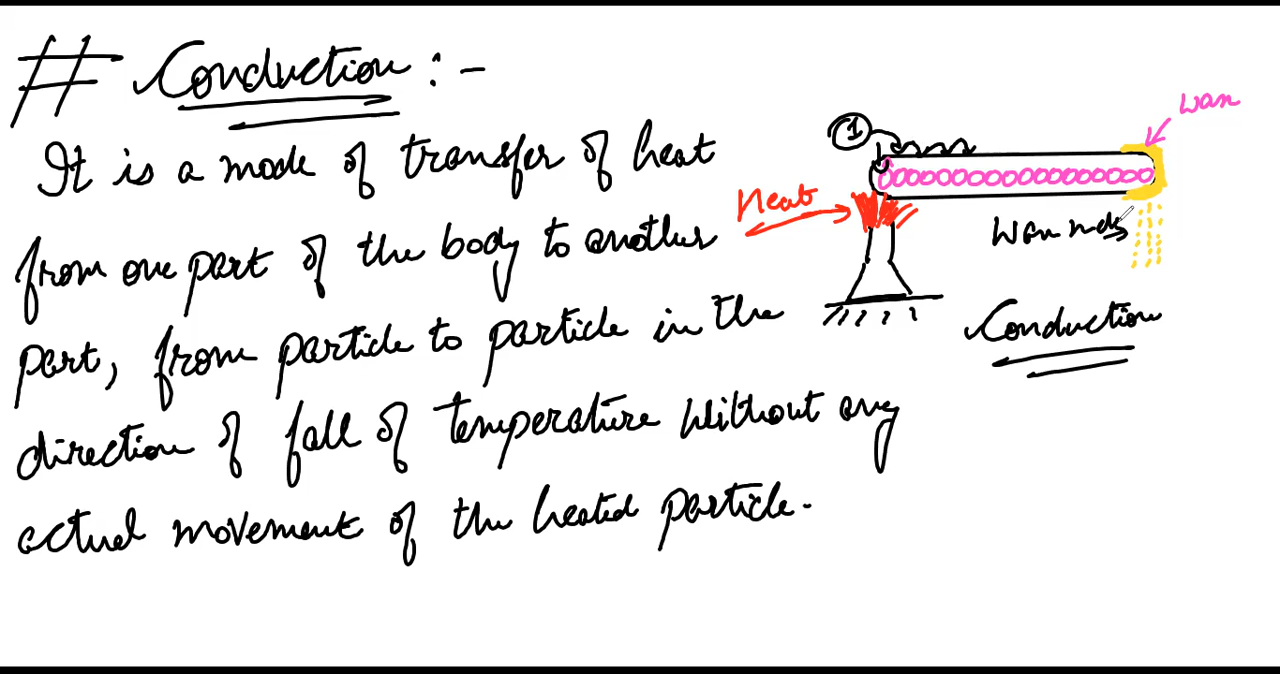 # Conduction :-
It is a mode of transfer of heat
from one part of the body to another
part, from particle to particle in the
direction of fall of temperature without any
actual movement of the heated particle.
1
wax
Heat
wax melts
Conduction